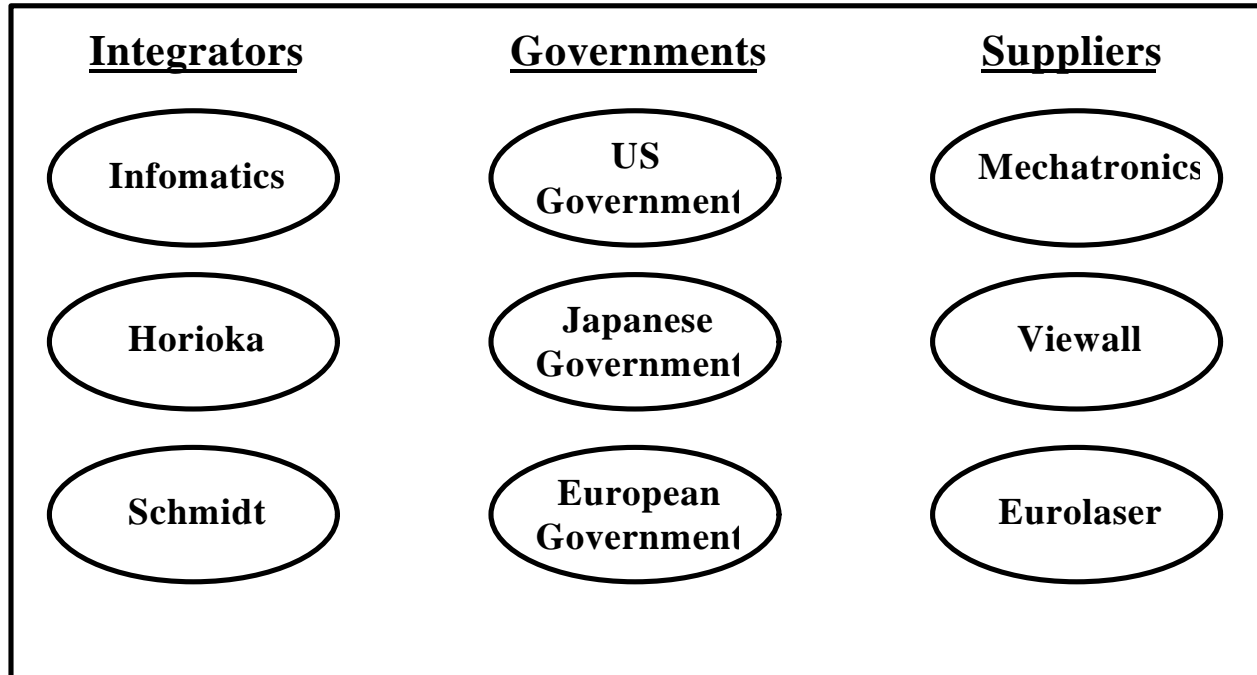 Integrators
Governments
Suppliers
Infomatics
US
Government
Mechatronics
Horioka
Japanese
Government
Viewall
Schmidt
European
Government
Eurolaser